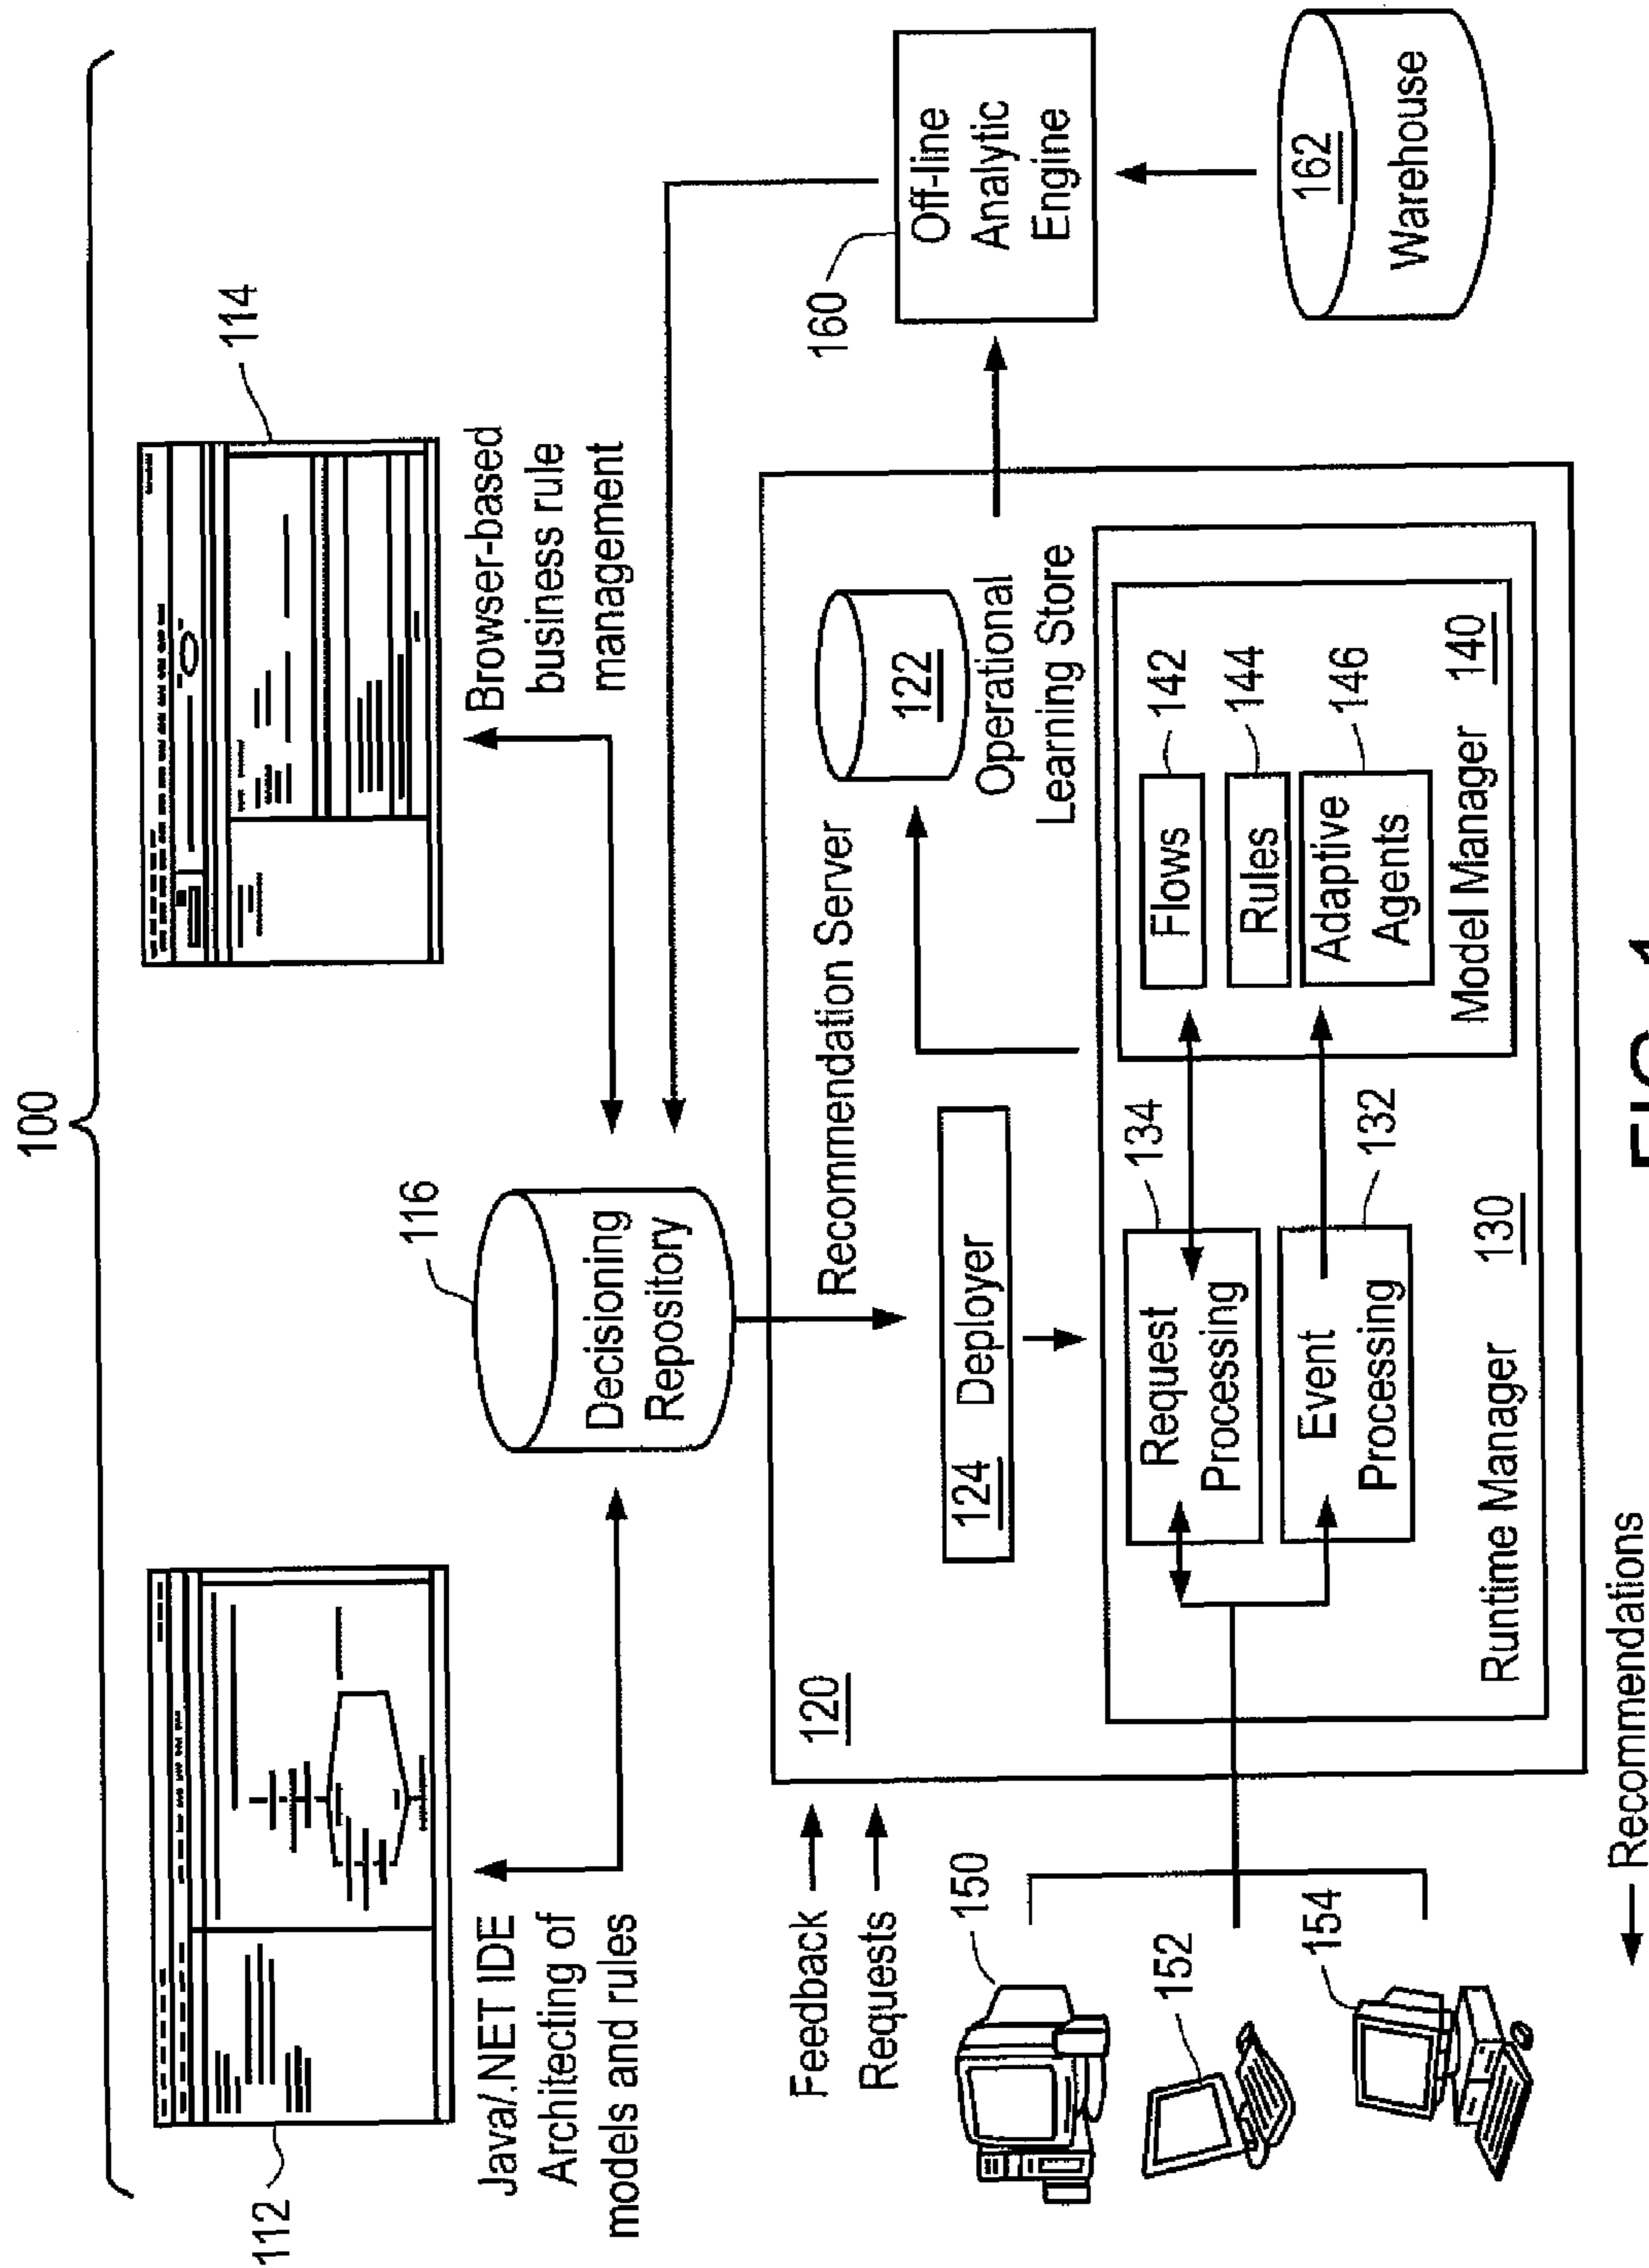 100
112
114
Java/.NET IDE
Architecting of
models and rules
116
Decisioning
Repository
Browser-based
business rule
management
Feedback
Requests
120
Recommendation Server
124 Deployer
122
Operational
Learning Store
160
Off-line
Analytic
Engine
162
Warehouse
150
152
154
134
Request
Processing
132
Event
Processing
Runtime Manager 130
Flows
142
Rules
144
Adaptive
Agents
146
Model Manager 140
Recommendations